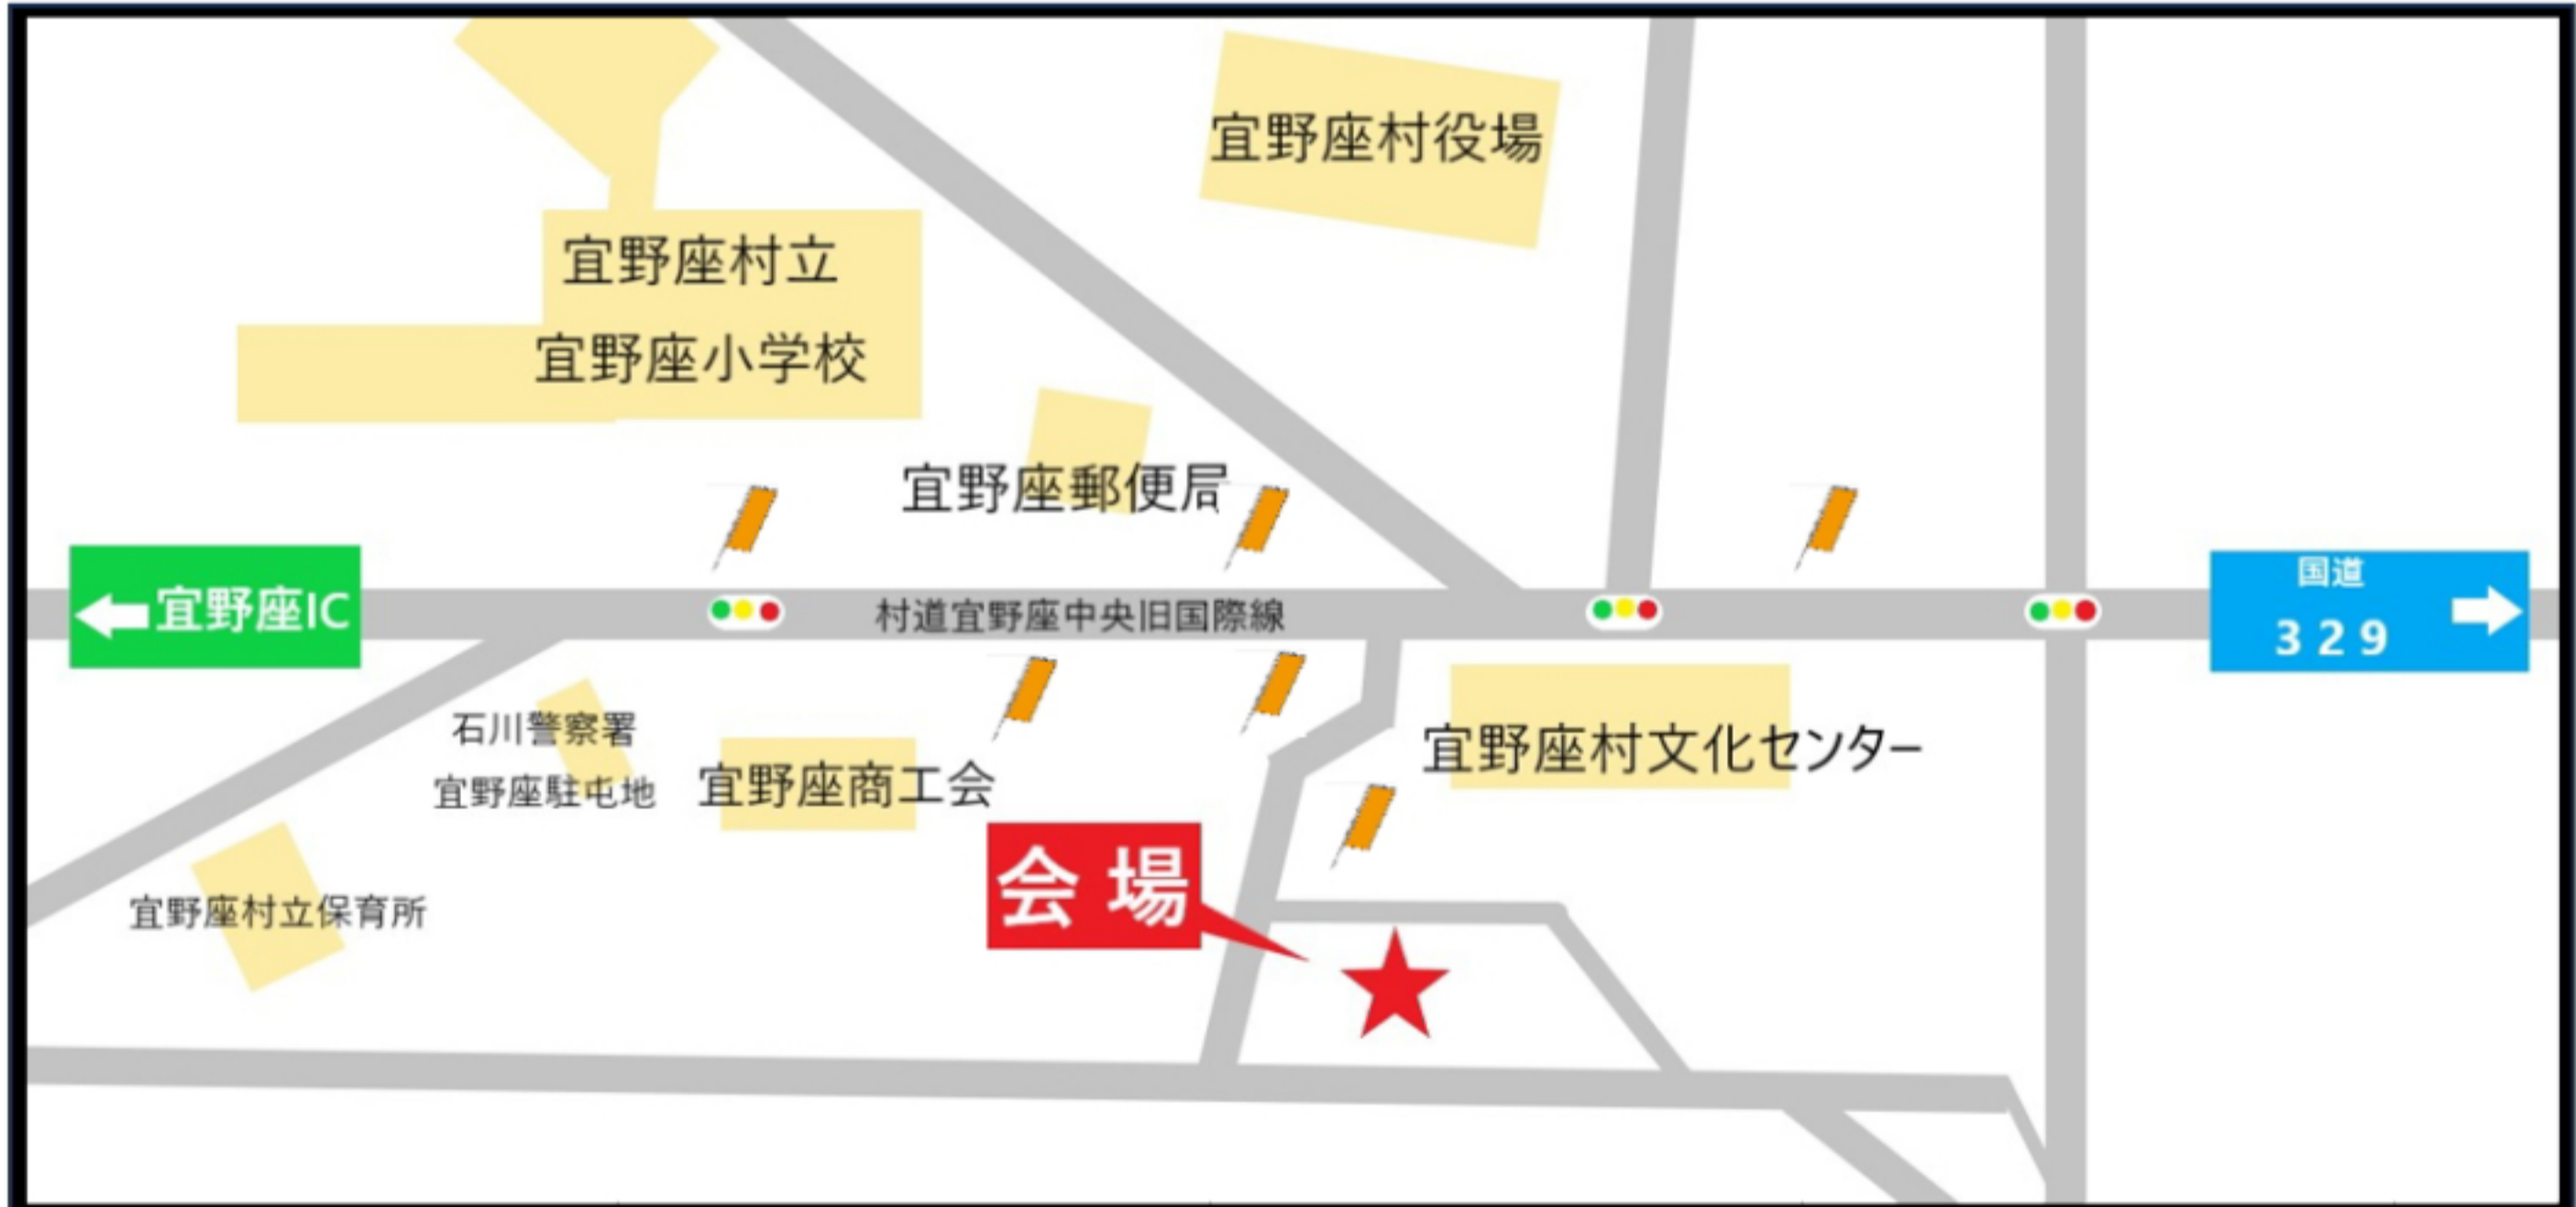 宜野座村役場
宜野座村立
宜野座小学校
宜野座郵便局
宜野座IC
村道宜野座中央旧国際線
国道
329
石川警察署
宜野座駐屯地
宜野座商工会
宜野座村文化センター
会 場
宜野座村立保育所